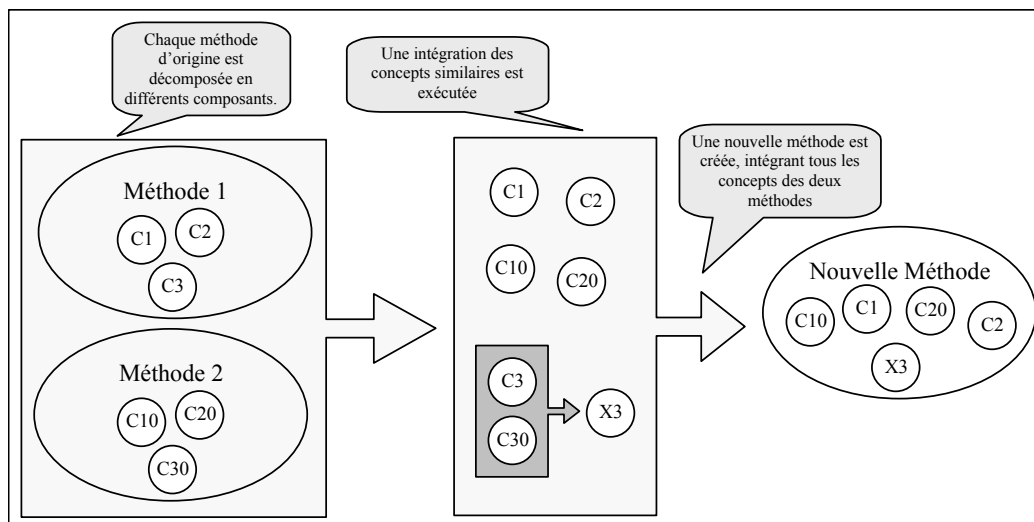 Chaque méthode
d'origine est
décomposée en
différents composants.
Une intégration des
concepts similaires est
exécutée
Une nouvelle méthode est
créée, intégrant tous les
concepts des deux
méthodes
Méthode 1
C1
C2
C3
Méthode 2
C10
C20
C30
C1
C2
C10
C20
C3
C30
X3
Nouvelle Méthode
C10
C1
C20
C2
X3